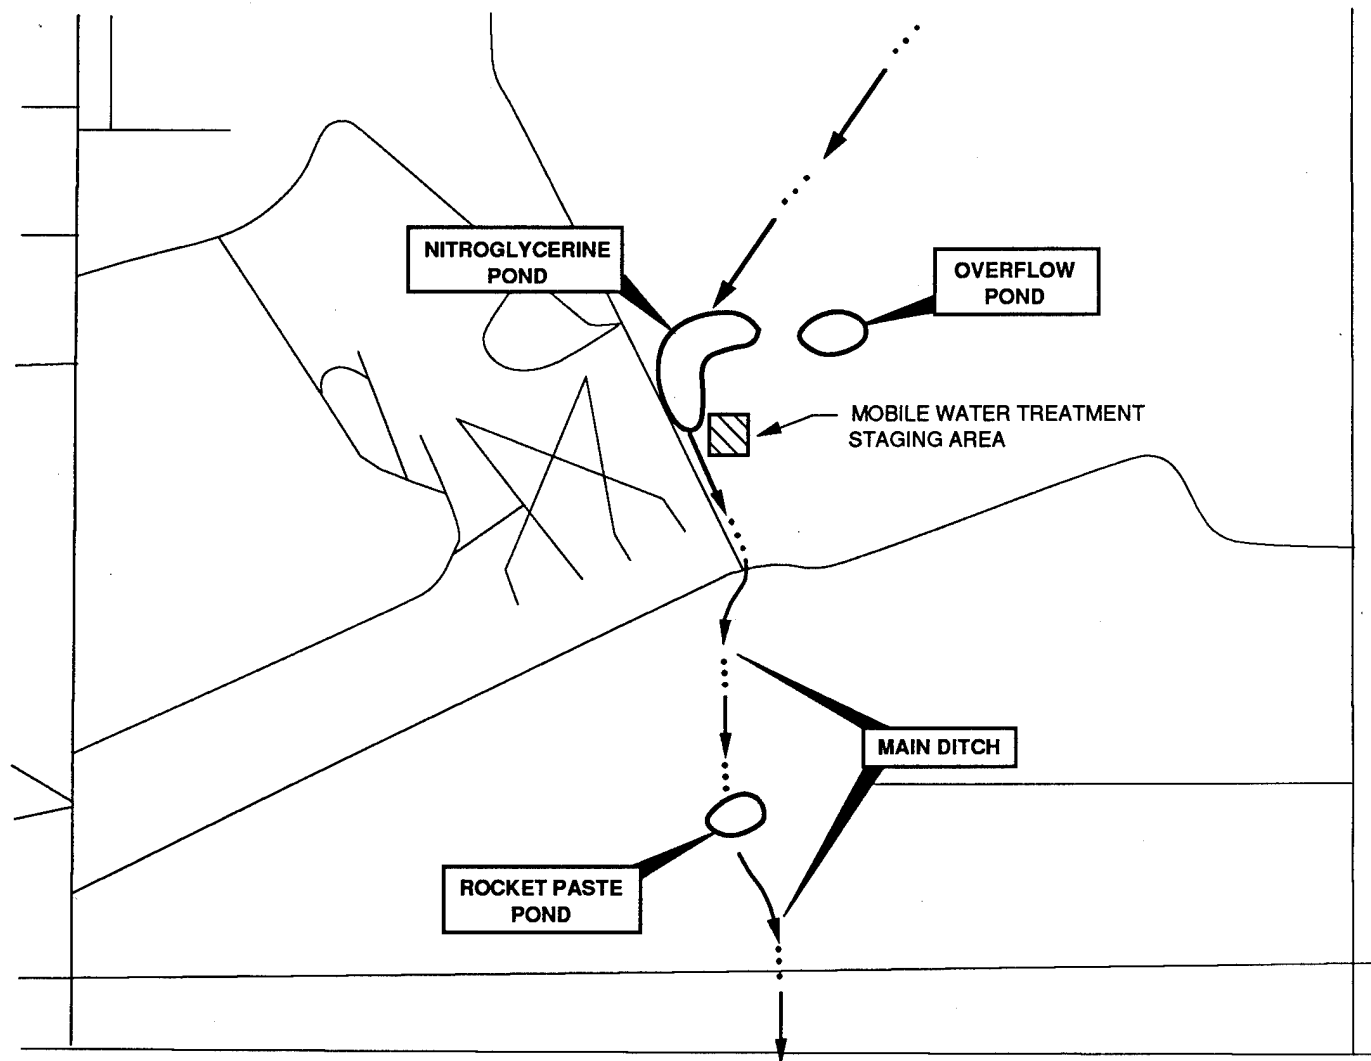 NITROGLYCERINE
POND
OVERFLOW
POND
MOBILE WATER TREATMENT
STAGING AREA
MAIN DITCH
ROCKET PASTE
POND